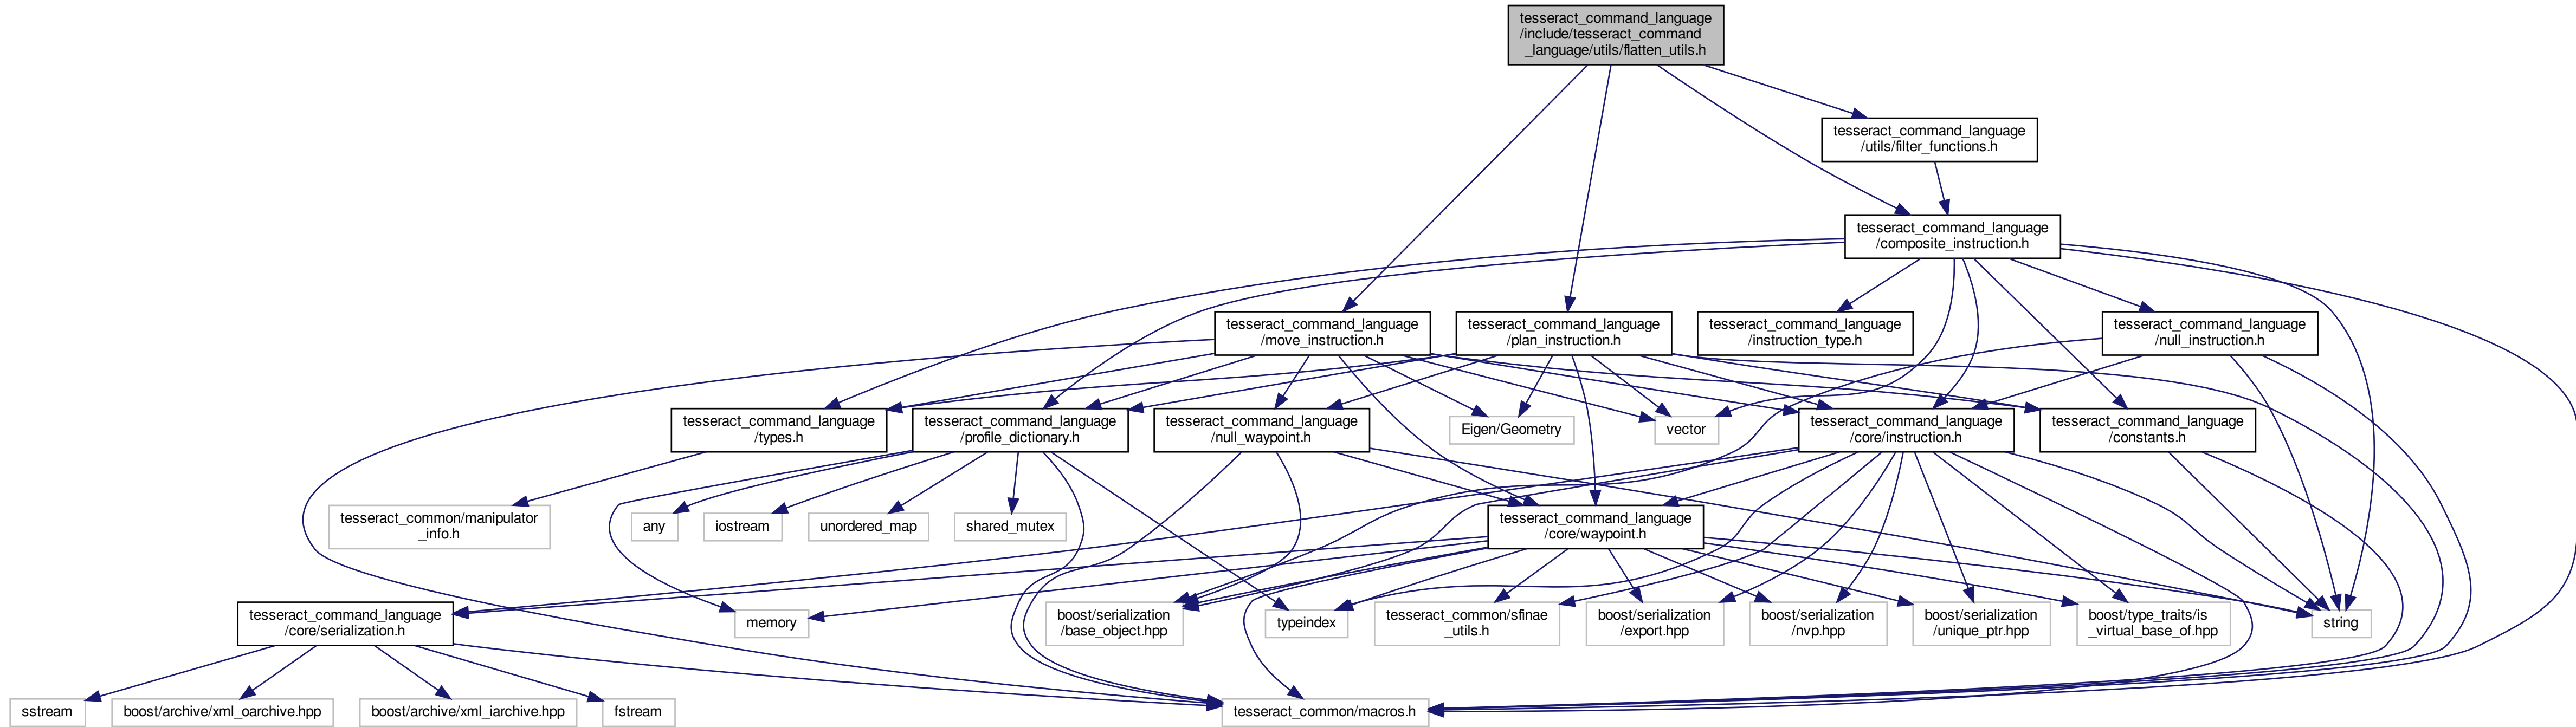 tesseract_command_language
/include/tesseract_command
_language/utils/flatten_utils.h
tesseract_command_language
/utils/filter_functions.h
tesseract_command_language
/composite_instruction.h
tesseract_command_language
/move_instruction.h
tesseract_command_language
/plan_instruction.h
tesseract_command_language
/instruction_type.h
tesseract_command_language
/null_instruction.h
tesseract_command_language
/types.h
tesseract_command_language
/profile_dictionary.h
tesseract_command_language
/null_waypoint.h
Eigen/Geometry
vector
tesseract_command_language
/core/instruction.h
tesseract_command_language
/constants.h
tesseract_common/manipulator
_info.h
any
iostream
unordered_map
shared_mutex
tesseract_command_language
/core/waypoint.h
tesseract_command_language
/core/serialization.h
memory
boost/serialization
/base_object.hpp
typeindex
tesseract_common/sfinae
_utils.h
boost/serialization
/export.hpp
boost/serialization
/nvp.hpp
boost/serialization
/unique_ptr.hpp
boost/type_traits/is
_virtual_base_of.hpp
string
sstream
boost/archive/xml_oarchive.hpp
boost/archive/xml_iarchive.hpp
fstream
tesseract_common/macros.h